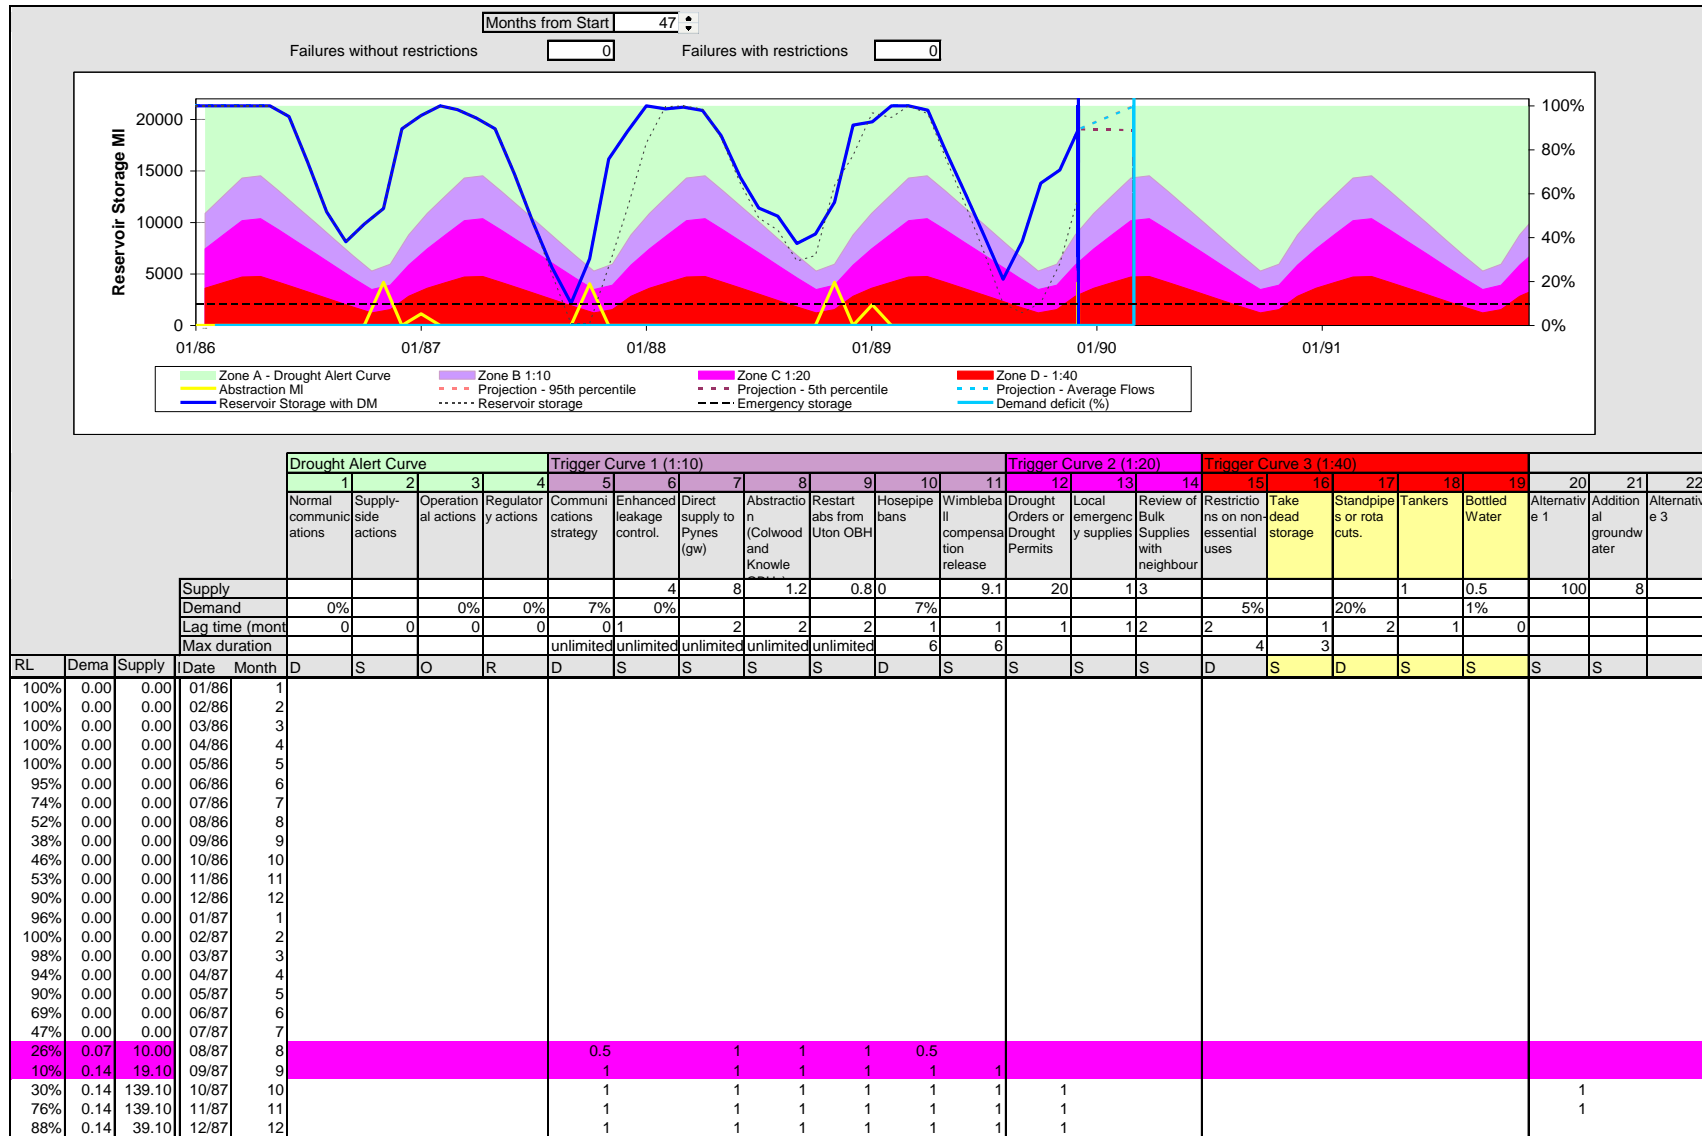 Months from Start 47
Failures without restrictions 0 Failures with restrictions 0
Reservoir Storage Ml
20000 100%
80%
15000
60%
10000
40%
5000
20%
0 0%
01/86 01/87 01/88 01/89 01/90 01/91
Zone A - Drought Alert Curve Zone B 1:10 Zone C 1:20 Zone D - 1:40
Abstraction Ml Projection - 95th percentile Projection - 5th percentile Projection - Average Flows
Reservoir Storage with DM Reservoir storage Emergency storage Demand deficit (%)
Drought Alert Curve Trigger Curve 1 (1:10) Trigger Curve 2 (1:20) Trigger Curve 3 (1:40)
1 2 3 4 5 6 7 8 9 10 11 12 13 14 15 16 17 18 19 20 21 22
Normal Supply- Operation Regulator Communi Enhanced Direct Abstractio Restart Hosepipe Wimbleba Drought Local Review of Restrictio Take Standpipe Tankers Bottled Alternativ Addition Alternativ
communic side al actions y actions cations leakage supply to n abs from bans ll Orders or emergenc Bulk ns on non- dead s or rota Water e 1 al e 3
ations actions strategy control. Pynes (Colwood Uton OBH compensa Drought y supplies Supplies essential storage cuts. groundw
(gw) and tion Permits with uses ater
Knowle release neighbour
Supply 4 8 1.2 0.8 0 9.1 20 1 3 1 0.5 100 8
Demand 0% 0% 0% 7% 0% 7% 5% 20% 1%
Lag time (mont 0 0 0 0 0 1 2 2 2 1 1 1 1 2 2 1 2 1 0
Max duration unlimited unlimited unlimited unlimited unlimited 6 6 4 3
RL Dema Supply Date Month D S O R D S S S S D S S S S D S D S S S S
100% 0.00 0.00 01/86 1
100% 0.00 0.00 02/86 2
100% 0.00 0.00 03/86 3
100% 0.00 0.00 04/86 4
100% 0.00 0.00 05/86 5
95% 0.00 0.00 06/86 6
74% 0.00 0.00 07/86 7
52% 0.00 0.00 08/86 8
38% 0.00 0.00 09/86 9
46% 0.00 0.00 10/86 10
53% 0.00 0.00 11/86 11
90% 0.00 0.00 12/86 12
96% 0.00 0.00 01/87 1
100% 0.00 0.00 02/87 2
98% 0.00 0.00 03/87 3
94% 0.00 0.00 04/87 4
90% 0.00 0.00 05/87 5
69% 0.00 0.00 06/87 6
47% 0.00 0.00 07/87 7
26% 0.07 10.00 08/87 8 0.5 1 1 1 0.5
10% 0.14 19.10 09/87 9 1 1 1 1 1 1
30% 0.14 139.10 10/87 10 1 1 1 1 1 1 1 1
76% 0.14 139.10 11/87 11 1 1 1 1 1 1 1 1
88% 0.14 39.10 12/87 12 1 1 1 1 1 1 1